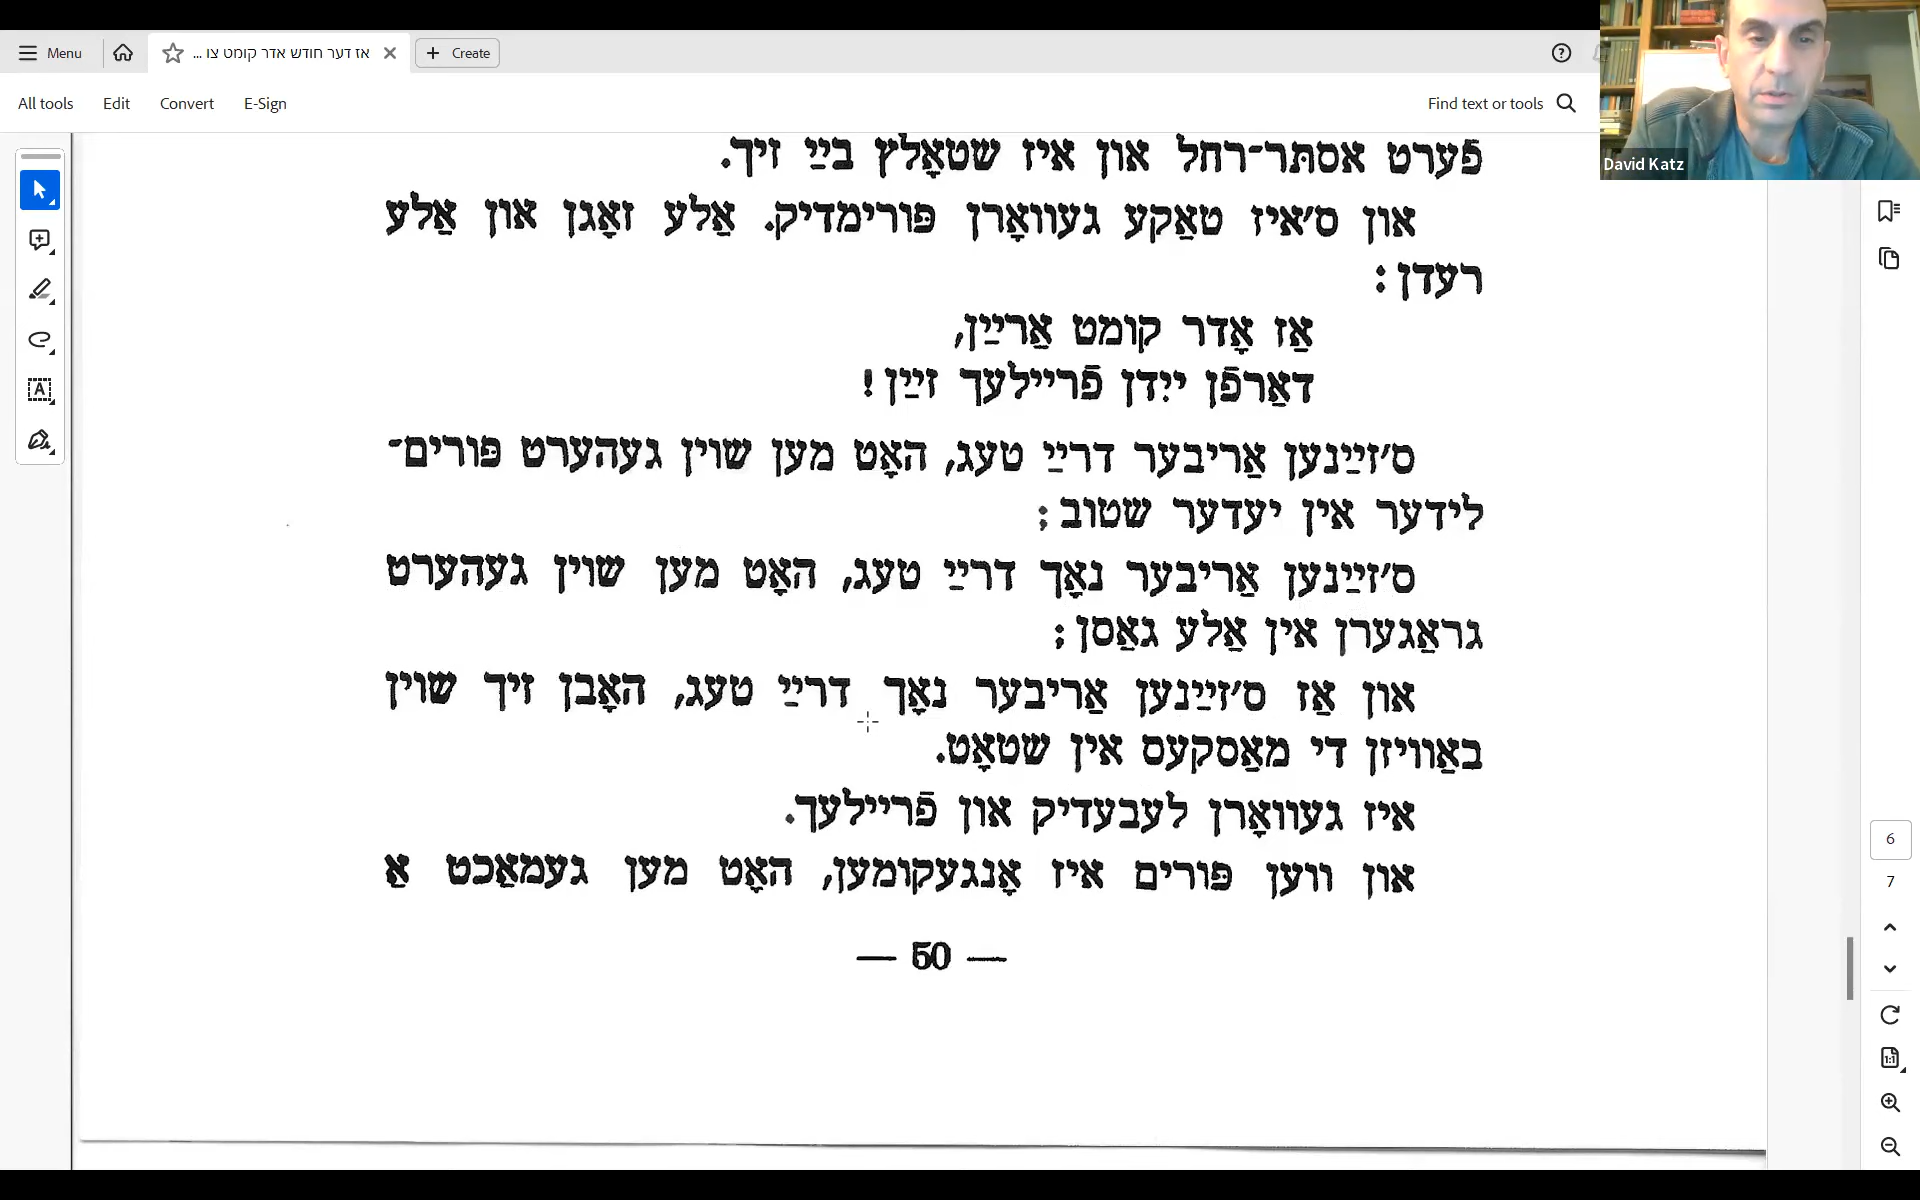 Menu
אז דער חודש אדר קומט צו ...
Create
All tools
Edit
Convert
E-Sign
Find text or tools
David Katz
פֿערט אסתּר־רחל און איז שטאָלץ בײַ זיך.
און ס׳איז טאַקע געוואָרן פּורימדיק. אַלע זאָגן און אַלע
רעדן:
אַז אָדר קומט אַרײַן,
דאַרפֿן ייִדן פֿריילעך זײַן!
ס׳זײַנען אַריבער דרײַ טעג, האָט מען שוין געהערט פּורים־
לידער אין יעדער שטוב;
ס׳זײַנען אַריבער נאָך דרײַ טעג, האָט מען שוין געהערט
גראַגערן אין אַלע גאַסן;
און אַז ס׳זײַנען אַריבער נאָך דרײַ טעג, האָבן זיך שוין
באַוויזן די מאַסקעס אין שטאָט.
איז געוואָרן לעבעדיק און פֿריילעך.
און ווען פּורים איז אָנגעקומען, האָט מען געמאַכט אַ
— 50 —
6
7